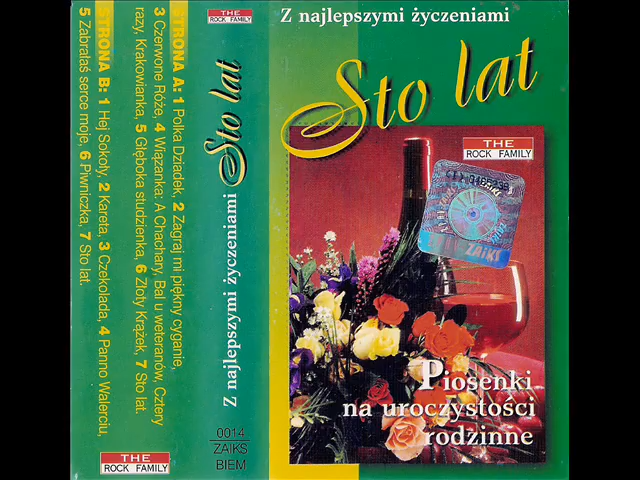 STRONA A: 1 Polka Dziadek, 2 Zagraj mi piękny cyganie,
3 Czerwone Róże, 4 Wiązanka: A Chachary, Bal u weteranów, Cztery
razy, Krakowianka, 5 Głęboka studzienka, 6 Złoty Krążek, 7 Sto lat.
STRONA B: 1 Hej Sokoły, 2 Kareta, 3 Czekolada, 4 Panno Walerciu,
5 Zabrałaś serce moje, 6 Piwniczka, 7 Sto lat.
THE
ROCK FAMILY
THE
ROCK FAMILY
Sto lat
Z najlepszymi życzeniami
0014
ZAIKS
BIEM
Z najlepszymi życzeniami
Sto lat
THE
ROCK FAMILY
ZAIKS
Piosenki
na uroczystości
rodzinne